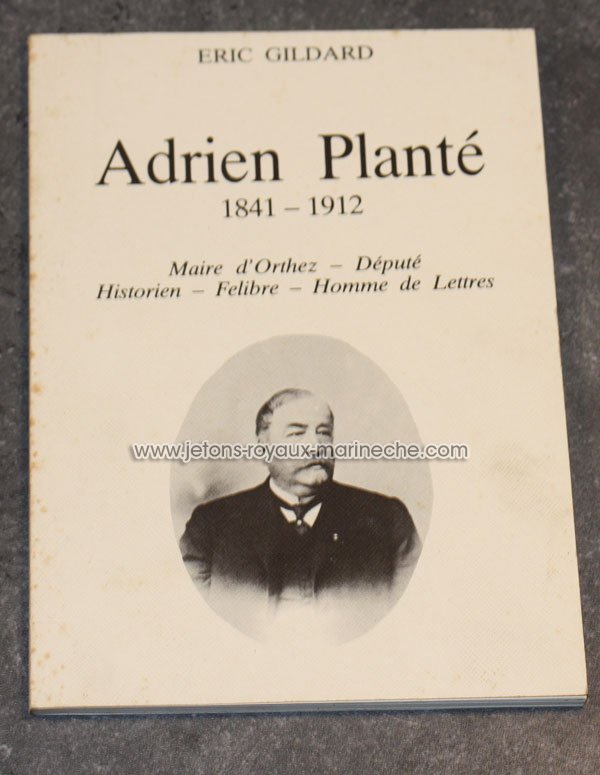 ERIC GILDARD
Adrien Planté
1841 – 1912
Maire d'Orthez – Député
Historien – Felibre – Homme de Lettres
www.jetons-royaux-marineche.com